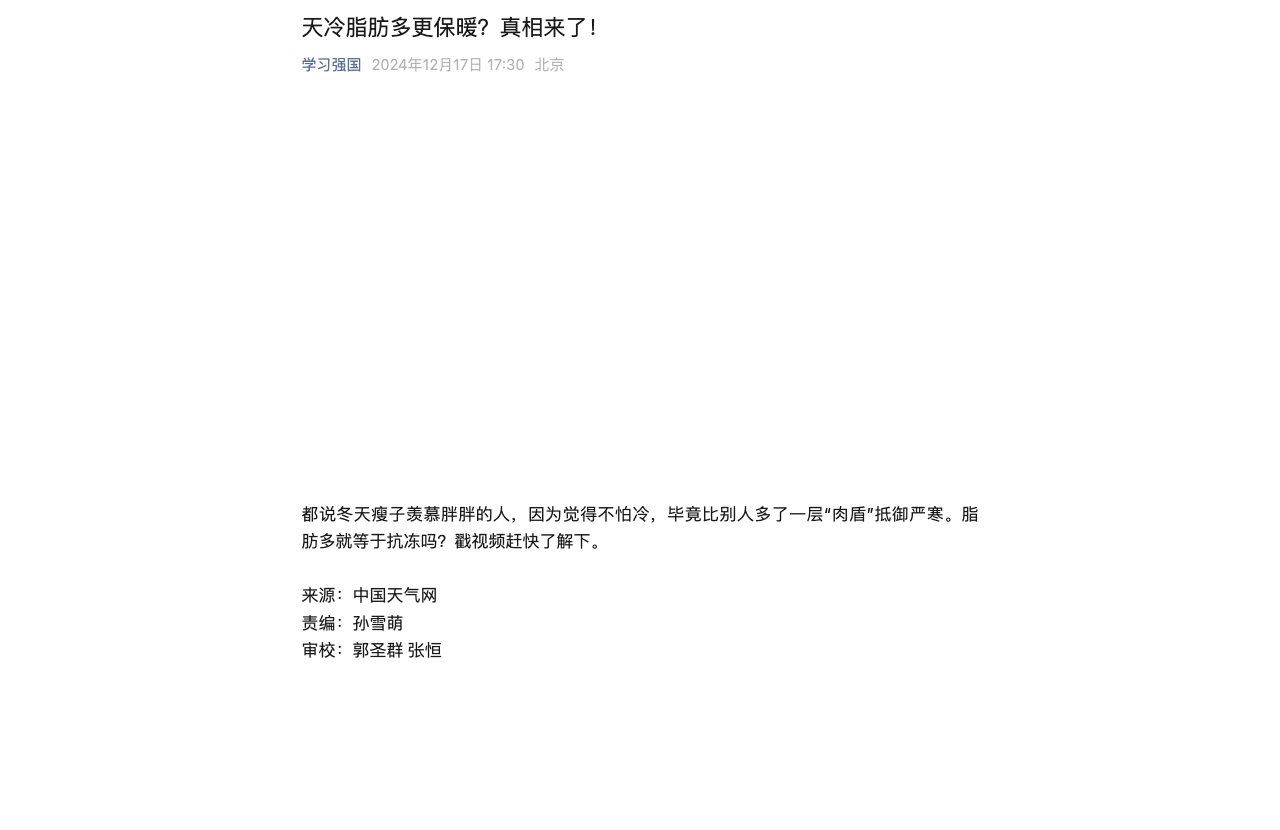 天冷脂肪多更保暖？真相来了！
学习强国 2024年12月17日 17:30 北京
都说冬天瘦子羡慕胖胖的人，因为觉得不怕冷，毕竟比别人多了一层“肉盾”抵御严寒。脂
肪多就等于抗冻吗？戳视频赶快了解下。
来源：中国天气网
责编：孙雪萌
审校：郭圣群 张恒